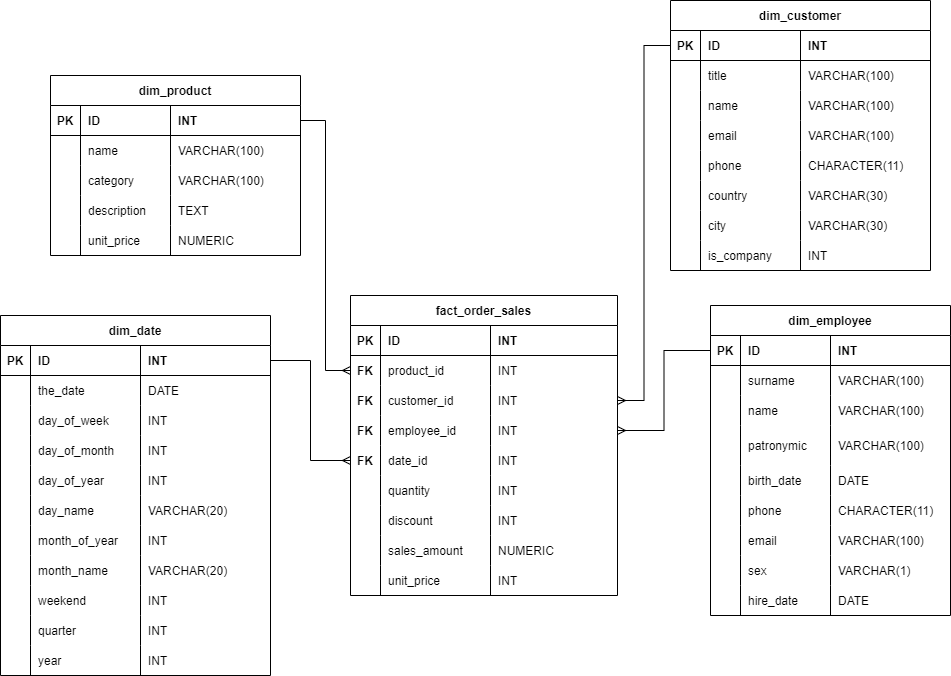 dim_product
PK ID INT
name VARCHAR(100)
category VARCHAR(100)
description TEXT
unit_price NUMERIC
dim_customer
PK ID INT
title VARCHAR(100)
name VARCHAR(100)
email VARCHAR(100)
phone CHARACTER(11)
country VARCHAR(30)
city VARCHAR(30)
is_company INT
dim_date
PK ID INT
the_date DATE
day_of_week INT
day_of_month INT
day_of_year INT
day_name VARCHAR(20)
month_of_year INT
month_name VARCHAR(20)
weekend INT
quarter INT
year INT
fact_order_sales
PK ID INT
FK product_id INT
FK customer_id INT
FK employee_id INT
FK date_id INT
quantity INT
discount INT
sales_amount NUMERIC
unit_price INT
dim_employee
PK ID INT
surname VARCHAR(100)
name VARCHAR(100)
patronymic VARCHAR(100)
birth_date DATE
phone CHARACTER(11)
email VARCHAR(100)
sex VARCHAR(1)
hire_date DATE